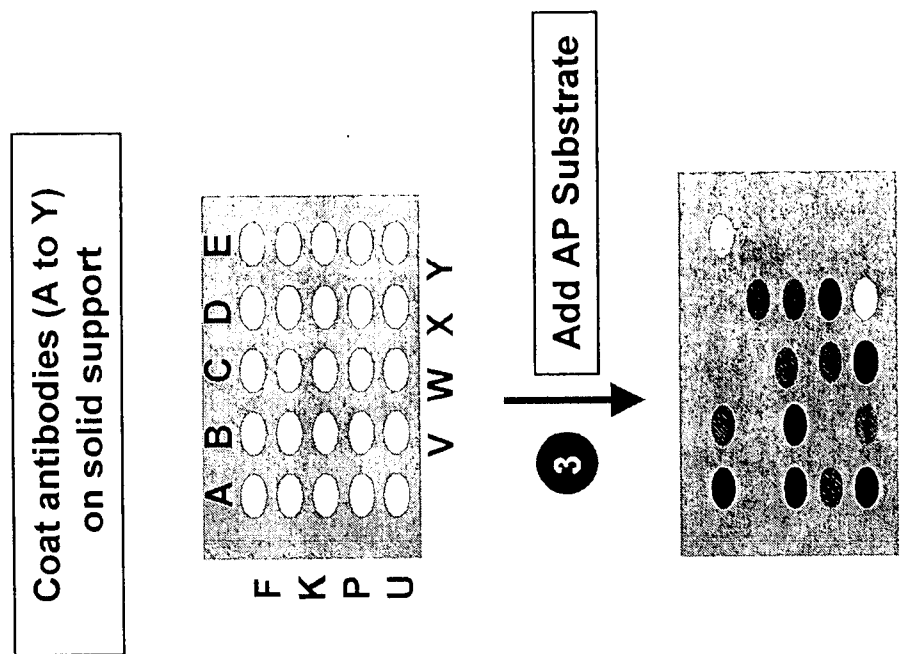 Coat antibodies (A to Y)
on solid support
A B C D E
F
K
P
U
V W X Y
3
Add AP Substrate